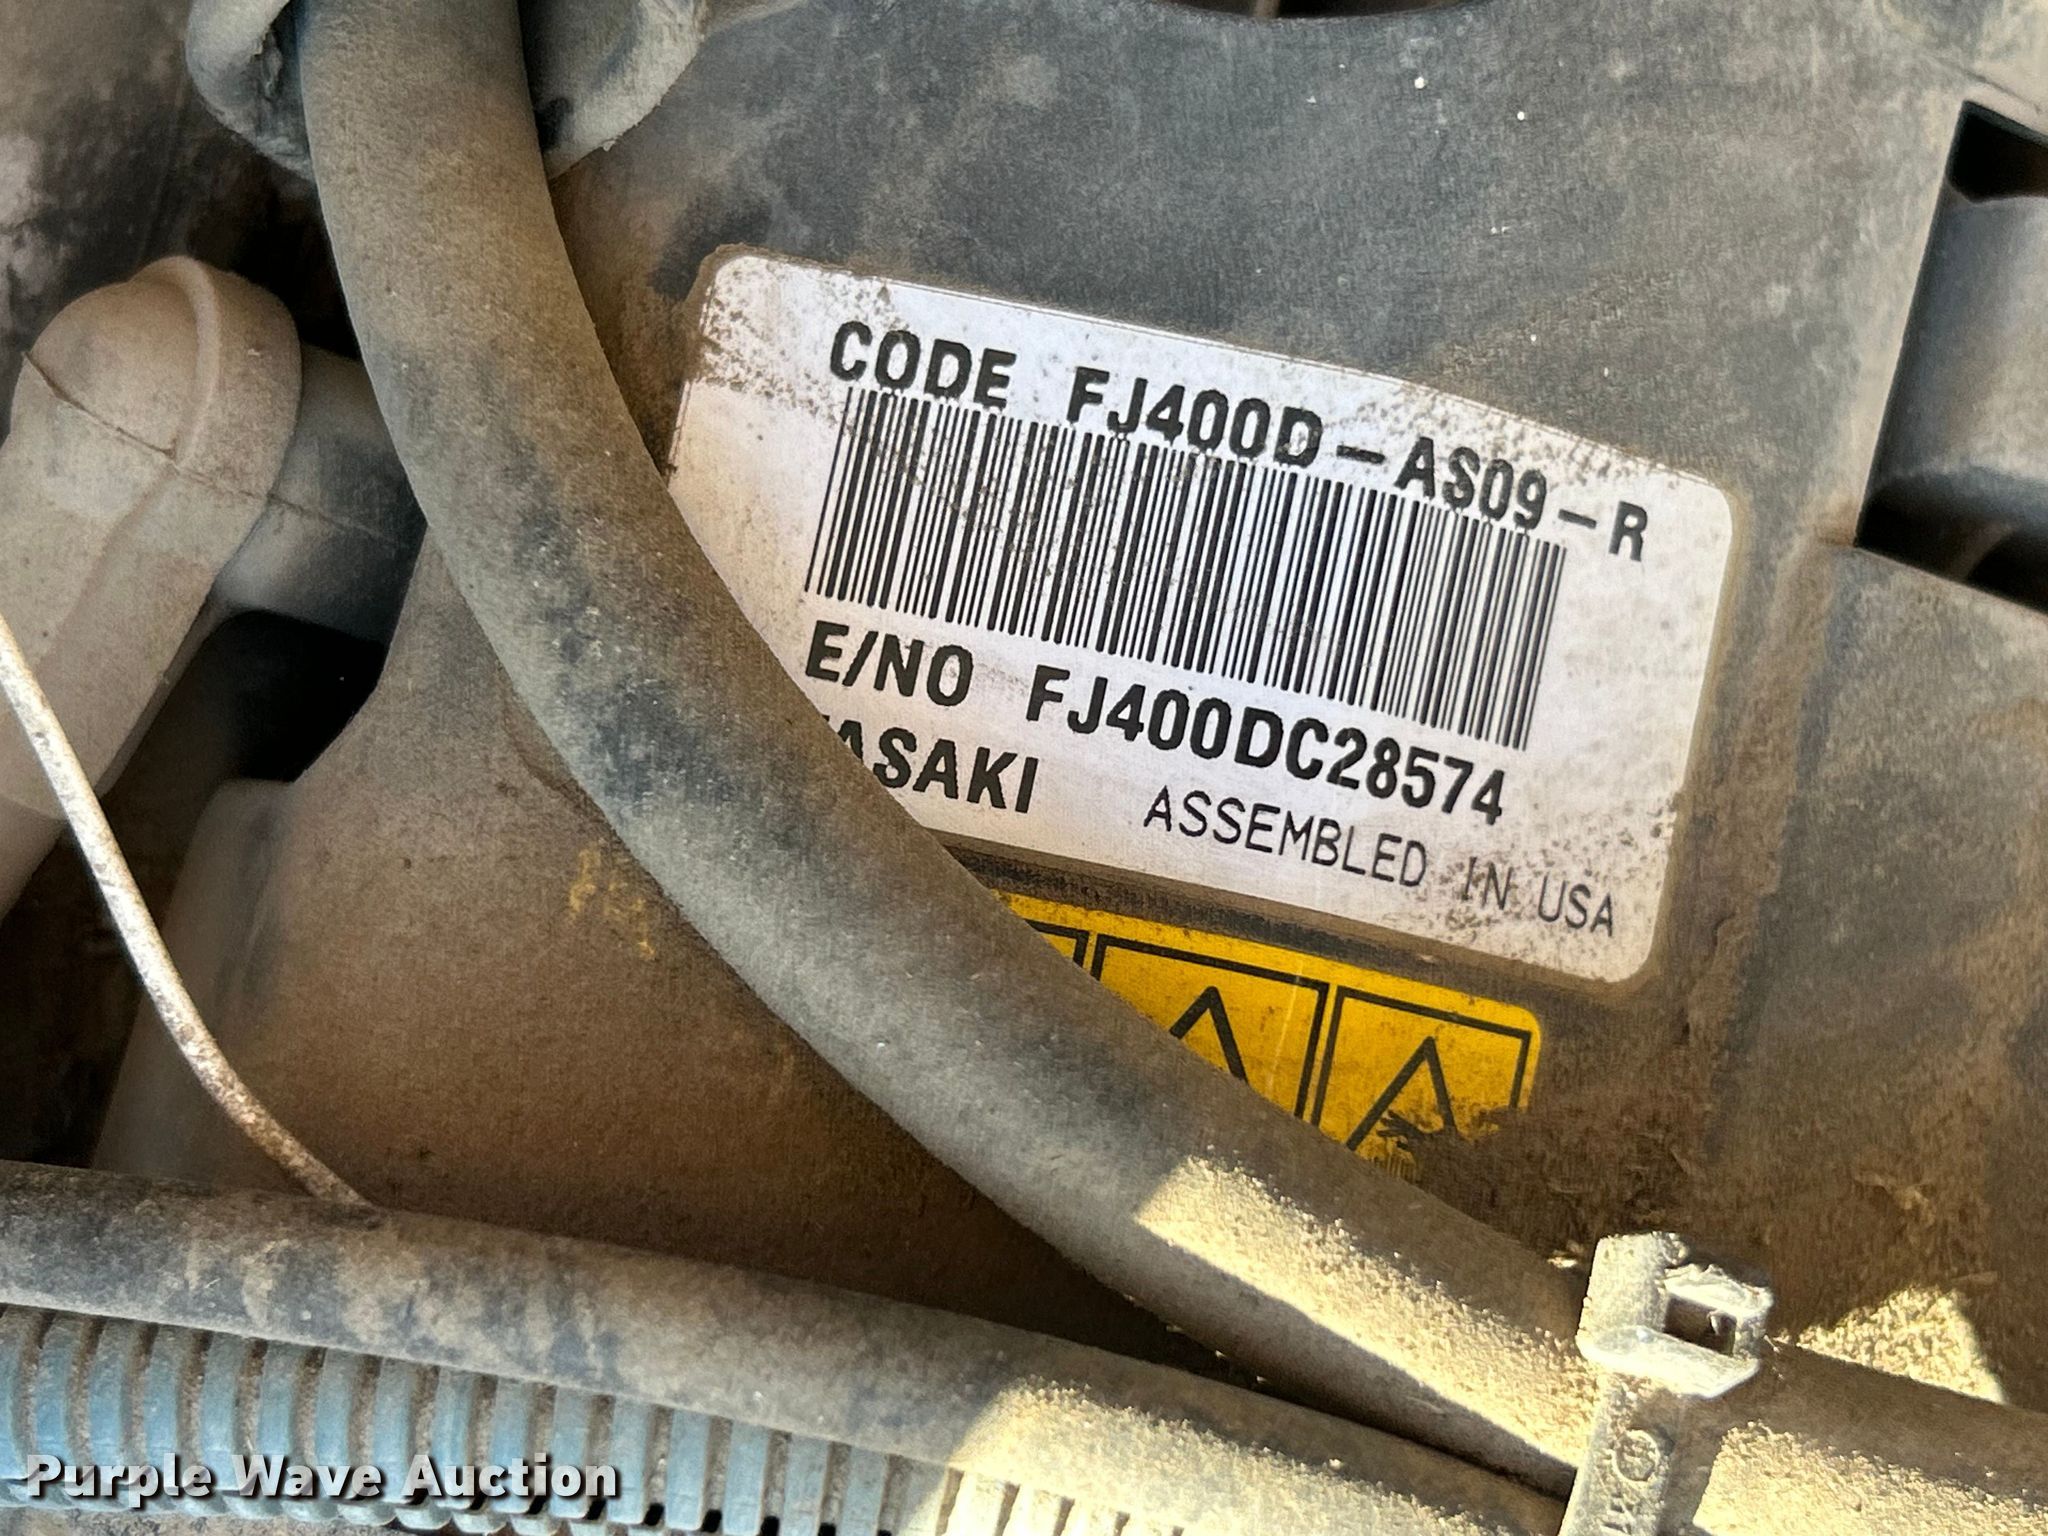 CODE FJ400D-AS09-R
E/NO FJ400DC28574
ASAKI ASSEMBLED IN USA
Purple Wave Auction